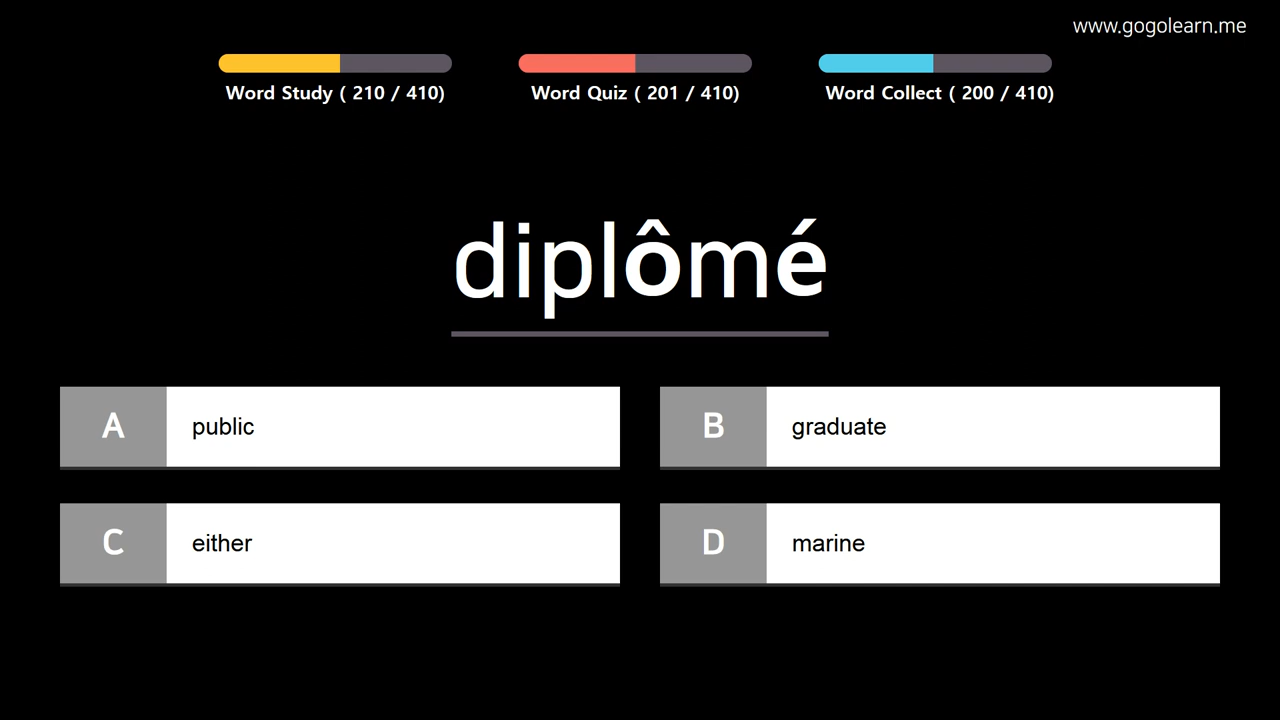 www.gogolearn.me
Word Study ( 210 / 410)
Word Quiz ( 201 / 410)
Word Collect ( 200 / 410)
diplômé
A public
B graduate
C either
D marine